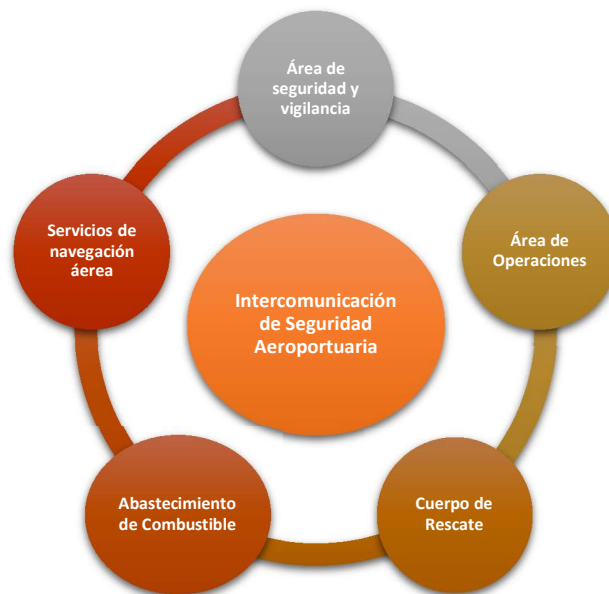 Área de
seguridad y
vigilancia
Área de
Operaciones
Cuerpo de
Rescate
Abastecimiento
de Combustible
Servicios de
navegación
áerea
Intercomunicación
de Seguridad
Aeroportuaria